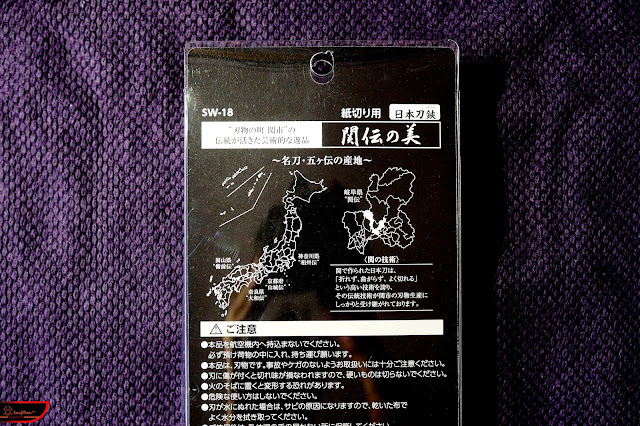 SW-18
紙切り用
日本刀鋏
"刃物の町 関市"の
伝統が活きた芸術的な逸品
関伝の美
～名刀・五ヶ伝の産地～
岐阜県
"関伝"
岡山県
"備前伝"
神奈川県
"相州伝"
京都府
"山城伝"
奈良県
"大和伝"
〈関の技術〉
関で作られた日本刀は、
「折れず、曲がらず、よく切れる」
という高い技術を誇り、
その伝統技術が関市の刃物生産に
しっかりと受け継がれております。
⚠ ご注意
●本品を航空機内へ持込まないでください。
必ず預け荷物の中に入れ、持ち運び願います。
●本品は、刃物です。事故やケガのないようお取扱いには十分ご注意ください。
●刃に傷が付くと切れ味が損なわれますので、硬いものは切らないでください。
●火のそばに置くと変形する恐れがあります。
●危険な使い方はしないでください。
●刃が水にぬれた場合は、サビの原因になりますので、乾いた布で
よく水分を拭き取ってください。